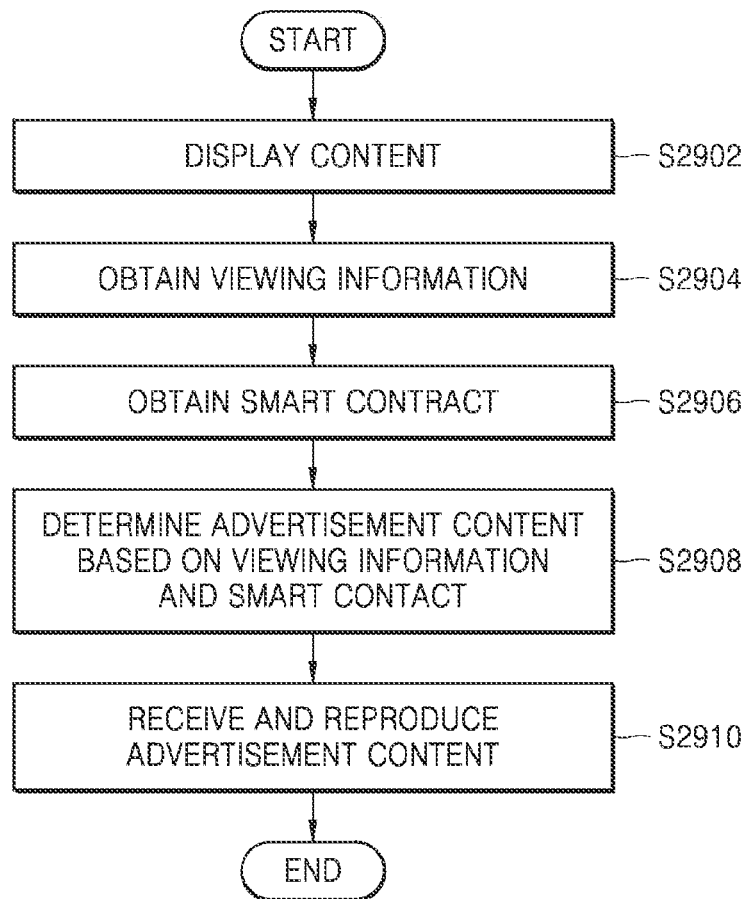 START
DISPLAY CONTENT
S2902
OBTAIN VIEWING INFORMATION
S2904
OBTAIN SMART CONTRACT
S2906
DETERMINE ADVERTISEMENT CONTENT
BASED ON VIEWING INFORMATION
AND SMART CONTACT
S2908
RECEIVE AND REPRODUCE
ADVERTISEMENT CONTENT
S2910
END